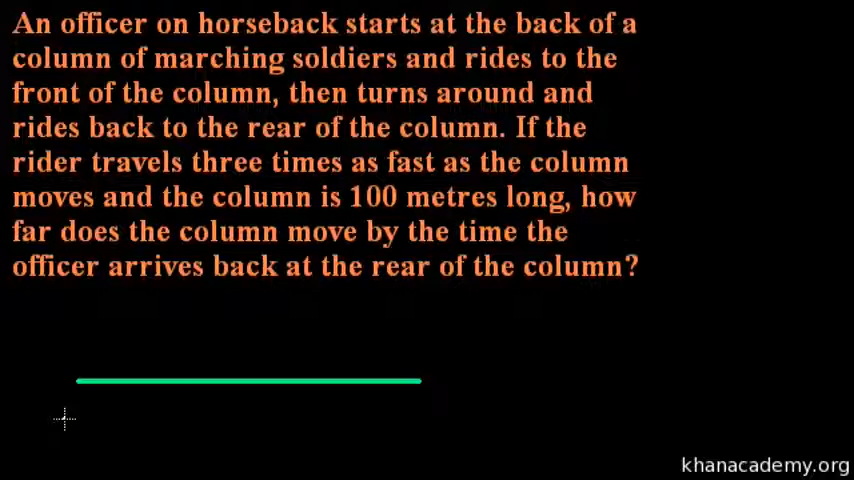 An officer on horseback starts at the back of a
column of marching soldiers and rides to the
front of the column, then turns around and
rides back to the rear of the column. If the
rider travels three times as fast as the column
moves and the column is 100 metres long, how
far does the column move by the time the
officer arrives back at the rear of the column?
khanacademy.org